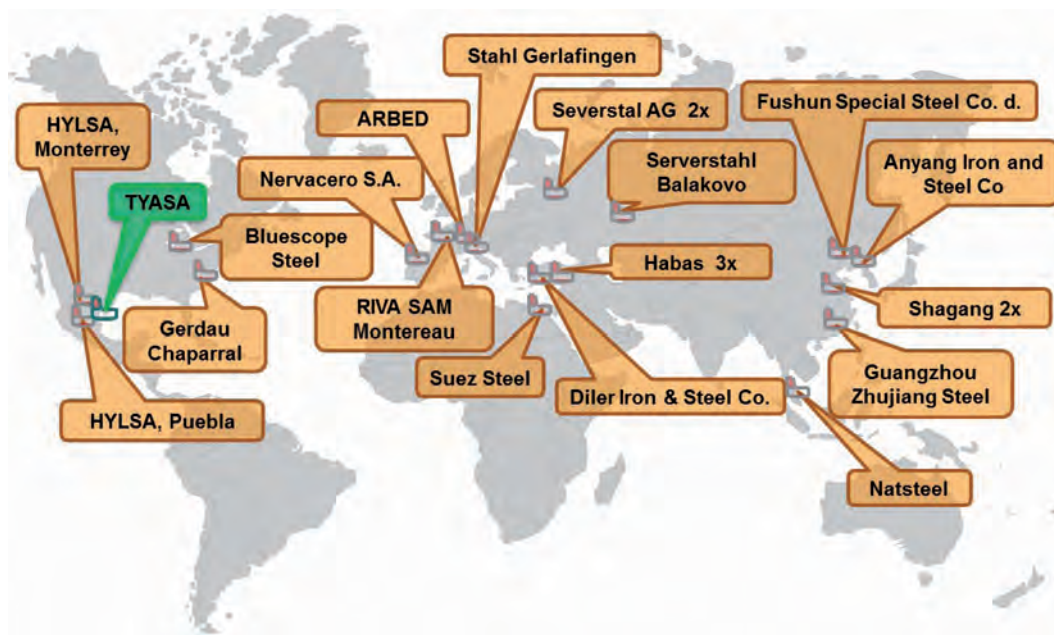 Stahl Gerlafingen
HYLSA,
Monterrey
ARBED
Severstal AG 2x
Fushun Special Steel Co. d.
TYASA
Nervacero S.A.
Serverstahl
Balakovo
Anyang Iron and
Steel Co
Bluescope
Steel
Habas 3x
Gerdau
Chaparral
RIVA SAM
Montereau
Shagang 2x
Suez Steel
Diler Iron & Steel Co.
Guangzhou
Zhujiang Steel
HYLSA, Puebla
Natsteel